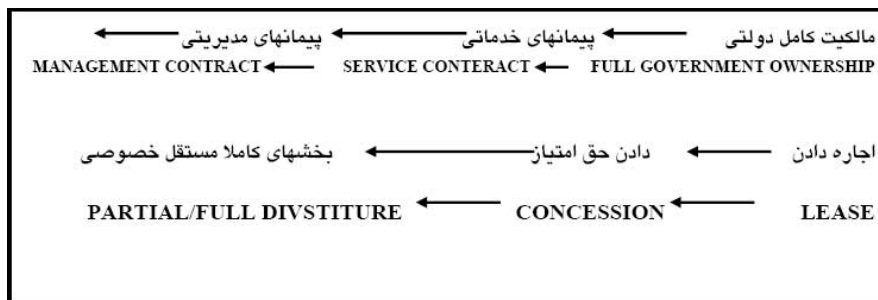 مالکیت کامل دولتی پیمانهای خدماتی پیمانهای مدیریتی
FULL GOVERNMENT OWNERSHIP SERVICE CONTERACT MANAGEMENT CONTRACT
اجاره دادن دادن حق امتیاز بخشهای کاملا مستقل خصوصی
LEASE CONCESSION PARTIAL/FULL DIVSTITURE